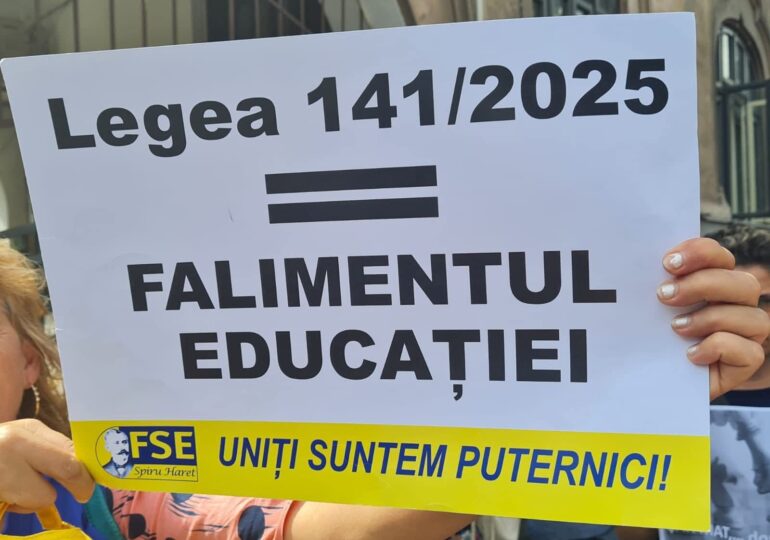 Legea 141/2025
=
FALIMENTUL
EDUCAȚIEI
FSE
Spiru Haret
UNIȚI SUNTEM PUTERNICI!